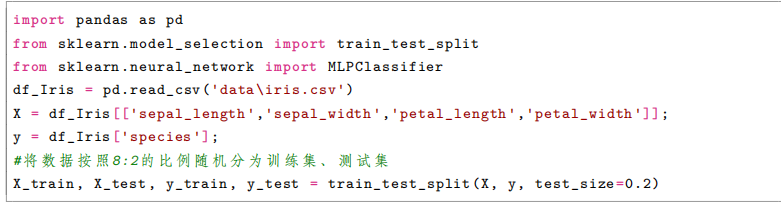 import pandas as pd
from sklearn.model_selection import train_test_split
from sklearn.neural_network import MLPClassifier
df_Iris = pd.read_csv('data\iris.csv')
X = df_Iris[['sepal_length','sepal_width','petal_length','petal_width']];
y = df_Iris['species'];
#将数据按照8:2的比例随机分为训练集、测试集
X_train, X_test, y_train, y_test = train_test_split(X, y, test_size=0.2)